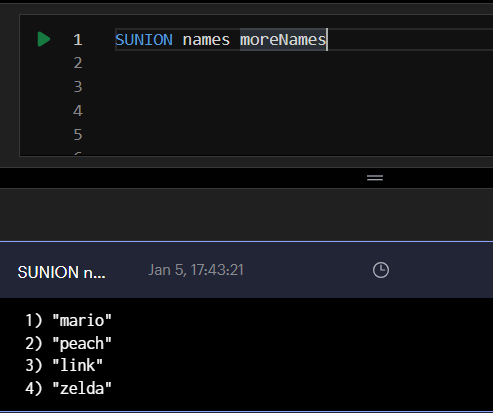 1 SUNION names moreNames
2
3
4
5
SUNION n... Jan 5, 17:43:21
1) "mario"
2) "peach"
3) "link"
4) "zelda"